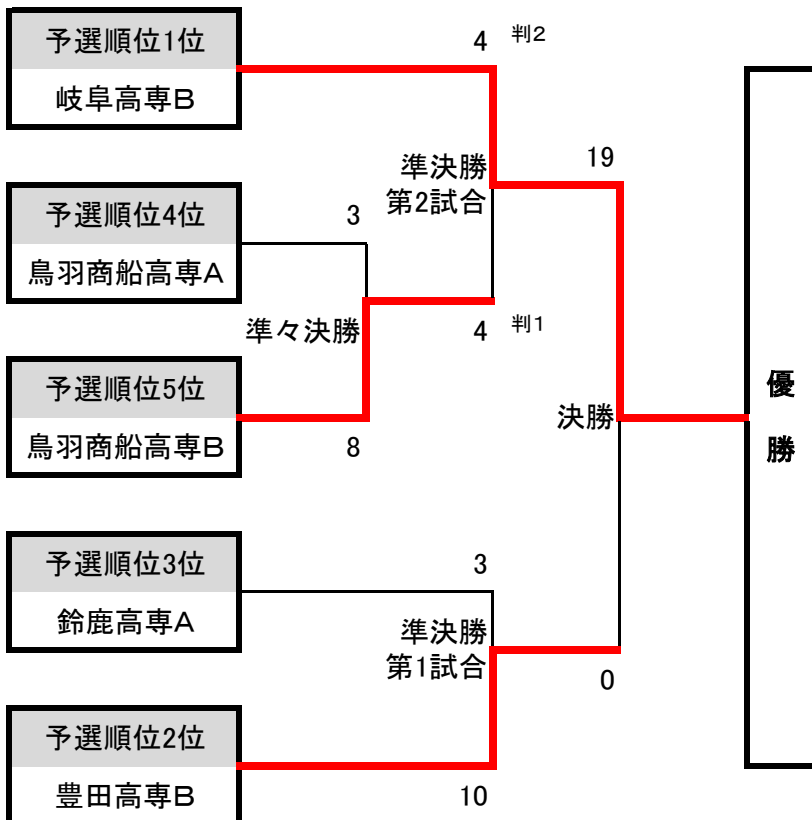 予選順位1位
岐阜高専B
4 判2
準決勝
第2試合
19
予選順位4位
鳥羽商船高専A
3
準々決勝
4 判1
予選順位5位
鳥羽商船高専B
8
決勝
優
勝
予選順位3位
鈴鹿高専A
3
準決勝
第1試合
0
予選順位2位
豊田高専B
10